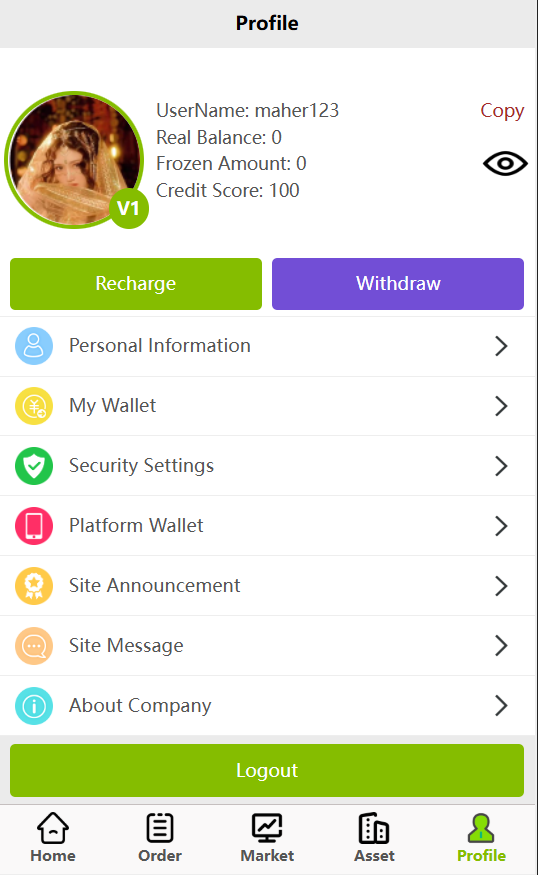 Profile
UserName: maher123
Copy
Real Balance: 0
Frozen Amount: 0
Credit Score: 100
V1
Recharge
Withdraw
Personal Information
My Wallet
Security Settings
Platform Wallet
Site Announcement
Site Message
About Company
Logout
Home
Order
Market
Asset
Profile